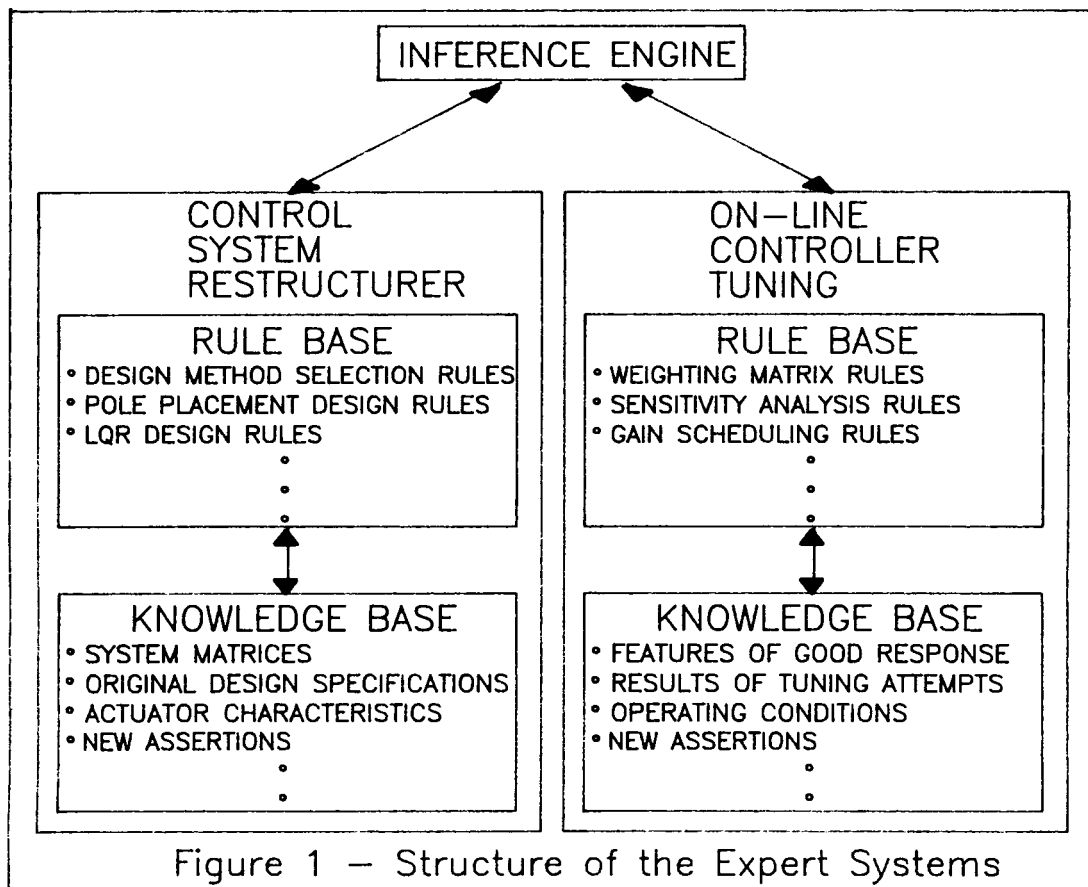 INFERENCE ENGINE
CONTROL
SYSTEM
RESTRUCTURER
RULE BASE
° DESIGN METHOD SELECTION RULES
° POLE PLACEMENT DESIGN RULES
° LQR DESIGN RULES
KNOWLEDGE BASE
° SYSTEM MATRICES
° ORIGINAL DESIGN SPECIFICATIONS
° ACTUATOR CHARACTERISTICS
° NEW ASSERTIONS
ON-LINE
CONTROLLER
TUNING
RULE BASE
° WEIGHTING MATRIX RULES
° SENSITIVITY ANALYSIS RULES
° GAIN SCHEDULING RULES
KNOWLEDGE BASE
° FEATURES OF GOOD RESPONSE
° RESULTS OF TUNING ATTEMPTS
° OPERATING CONDITIONS
° NEW ASSERTIONS
Figure 1 – Structure of the Expert Systems